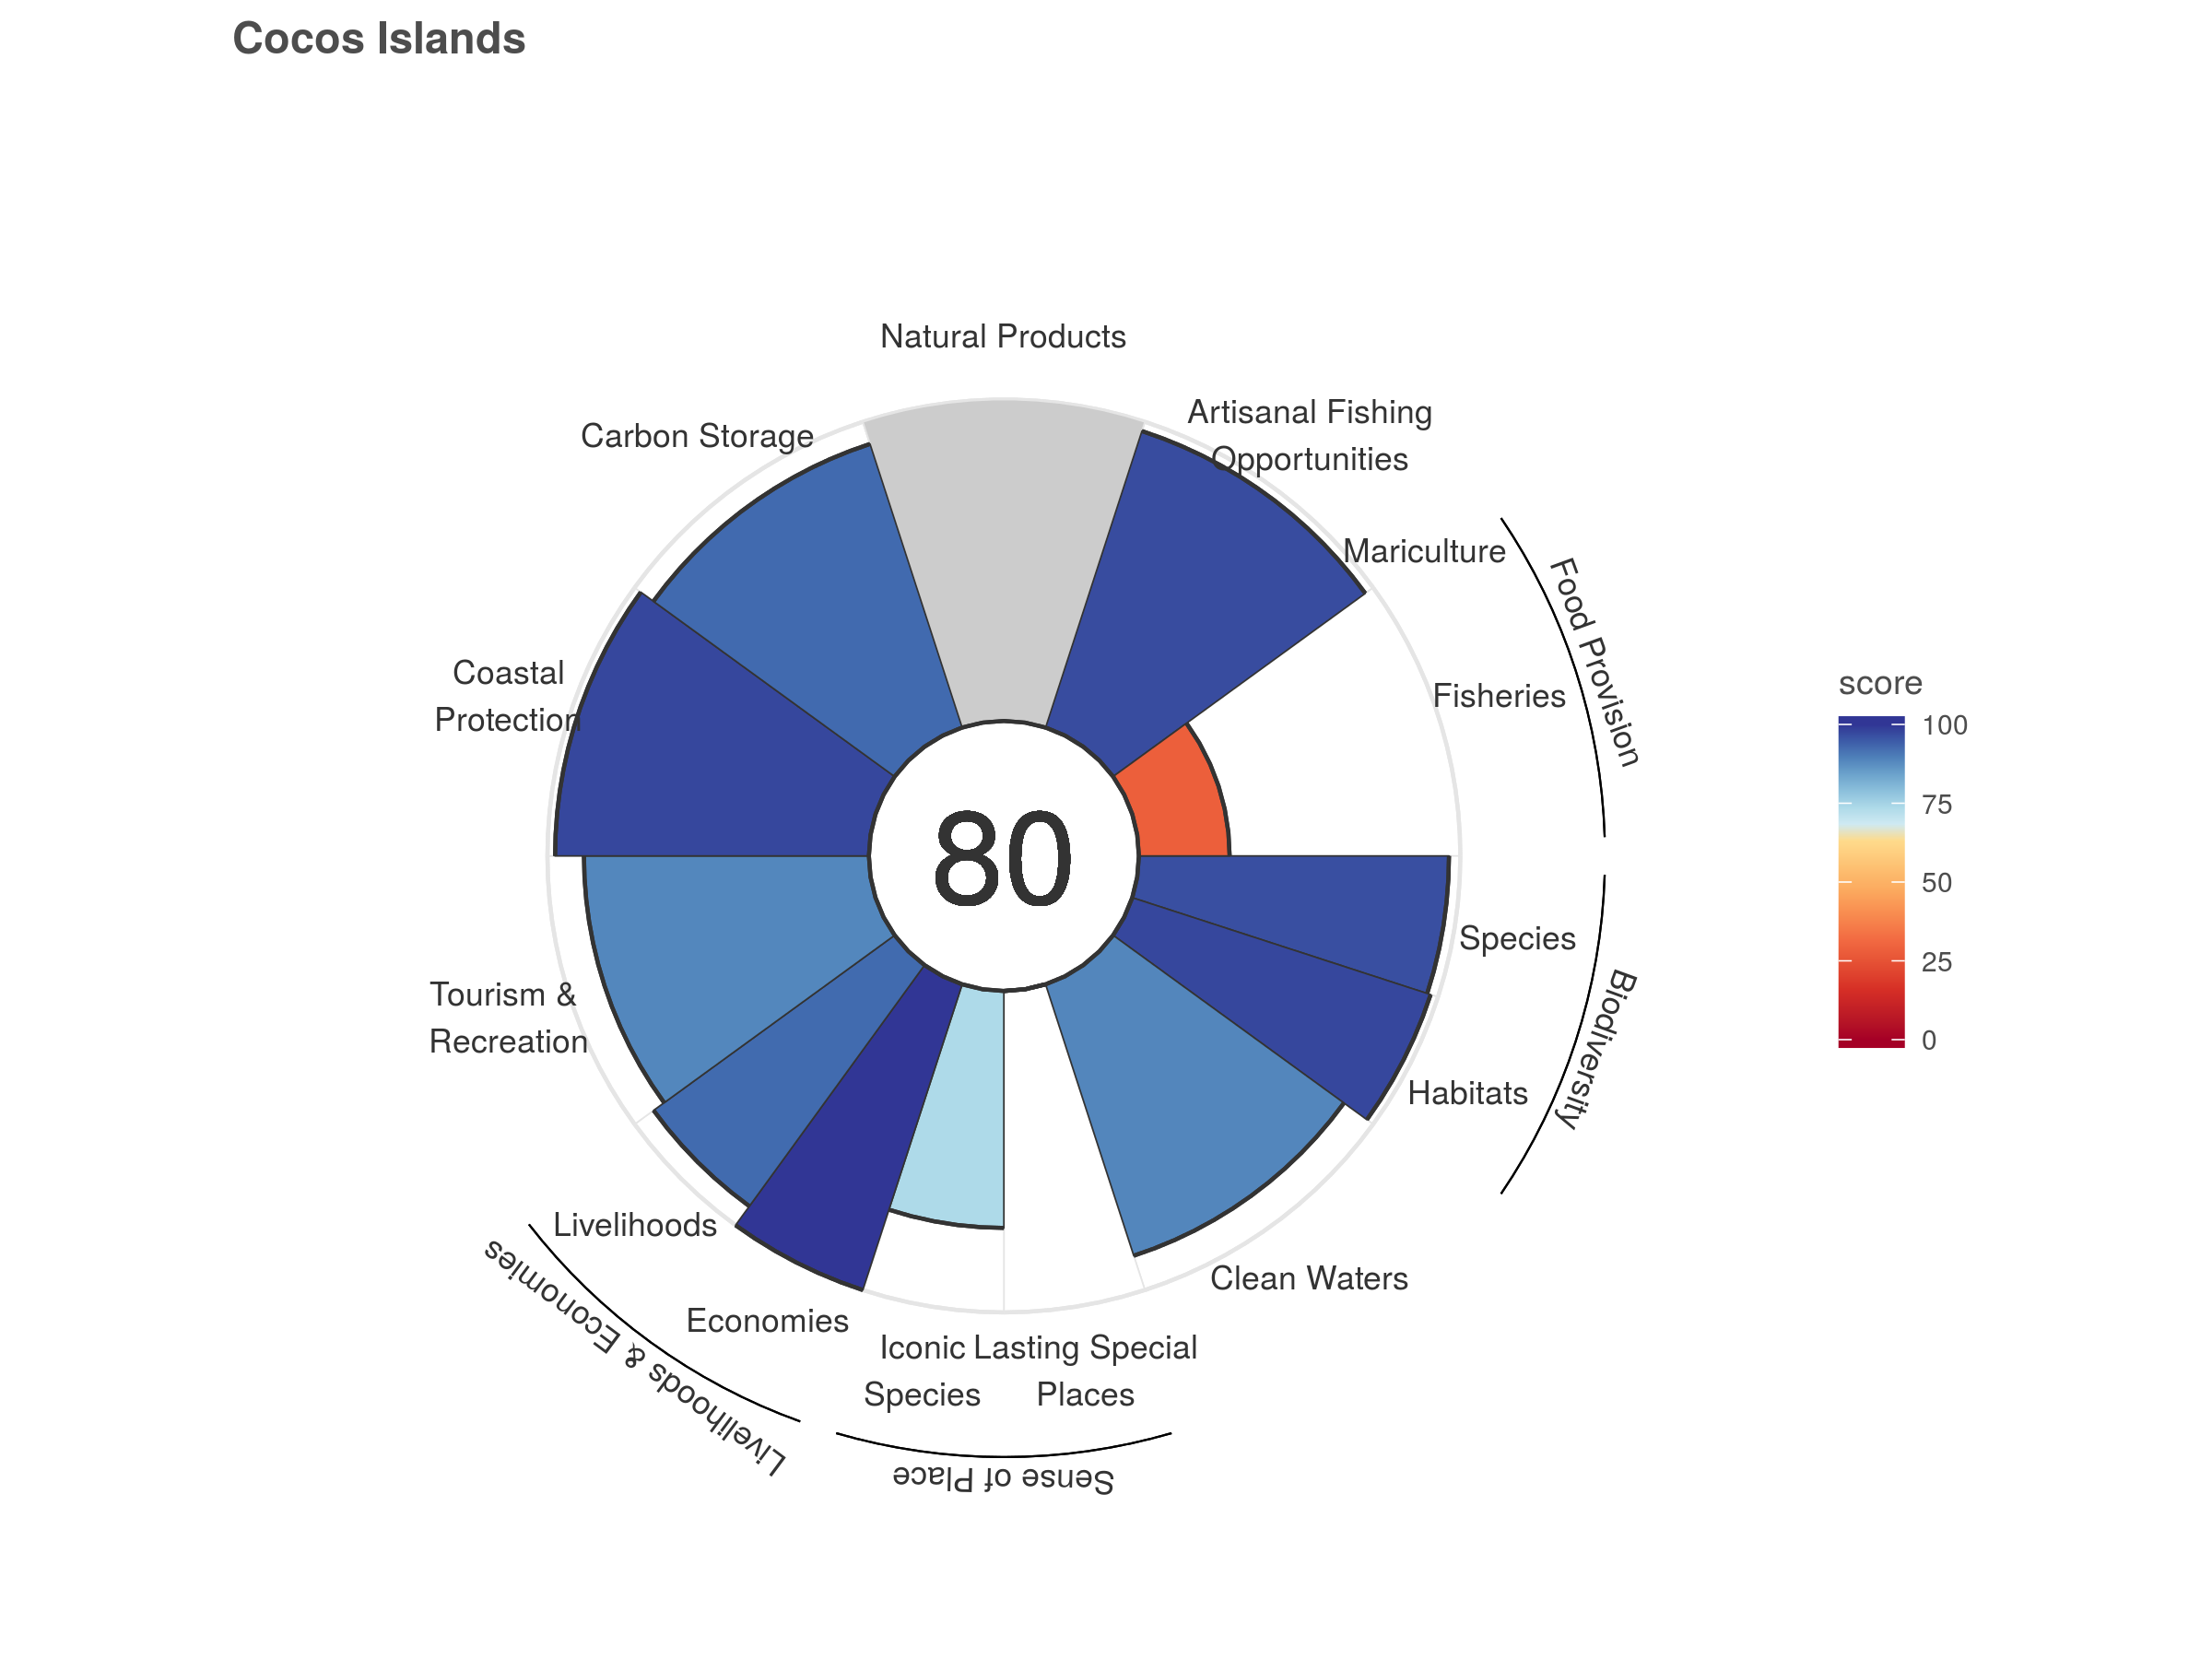 Cocos Islands
Natural Products
Artisanal Fishing
Opportunities
Carbon Storage
Mariculture
Food Provision
Fisheries
Coastal
Protection
score
100
75
50
25
0
80
Species
Biodiversity
Habitats
Tourism &
Recreation
Livelihoods
Clean Waters
Economies
Livelihoods & Economies
Iconic
Species
Lasting Special
Places
Sense of Place